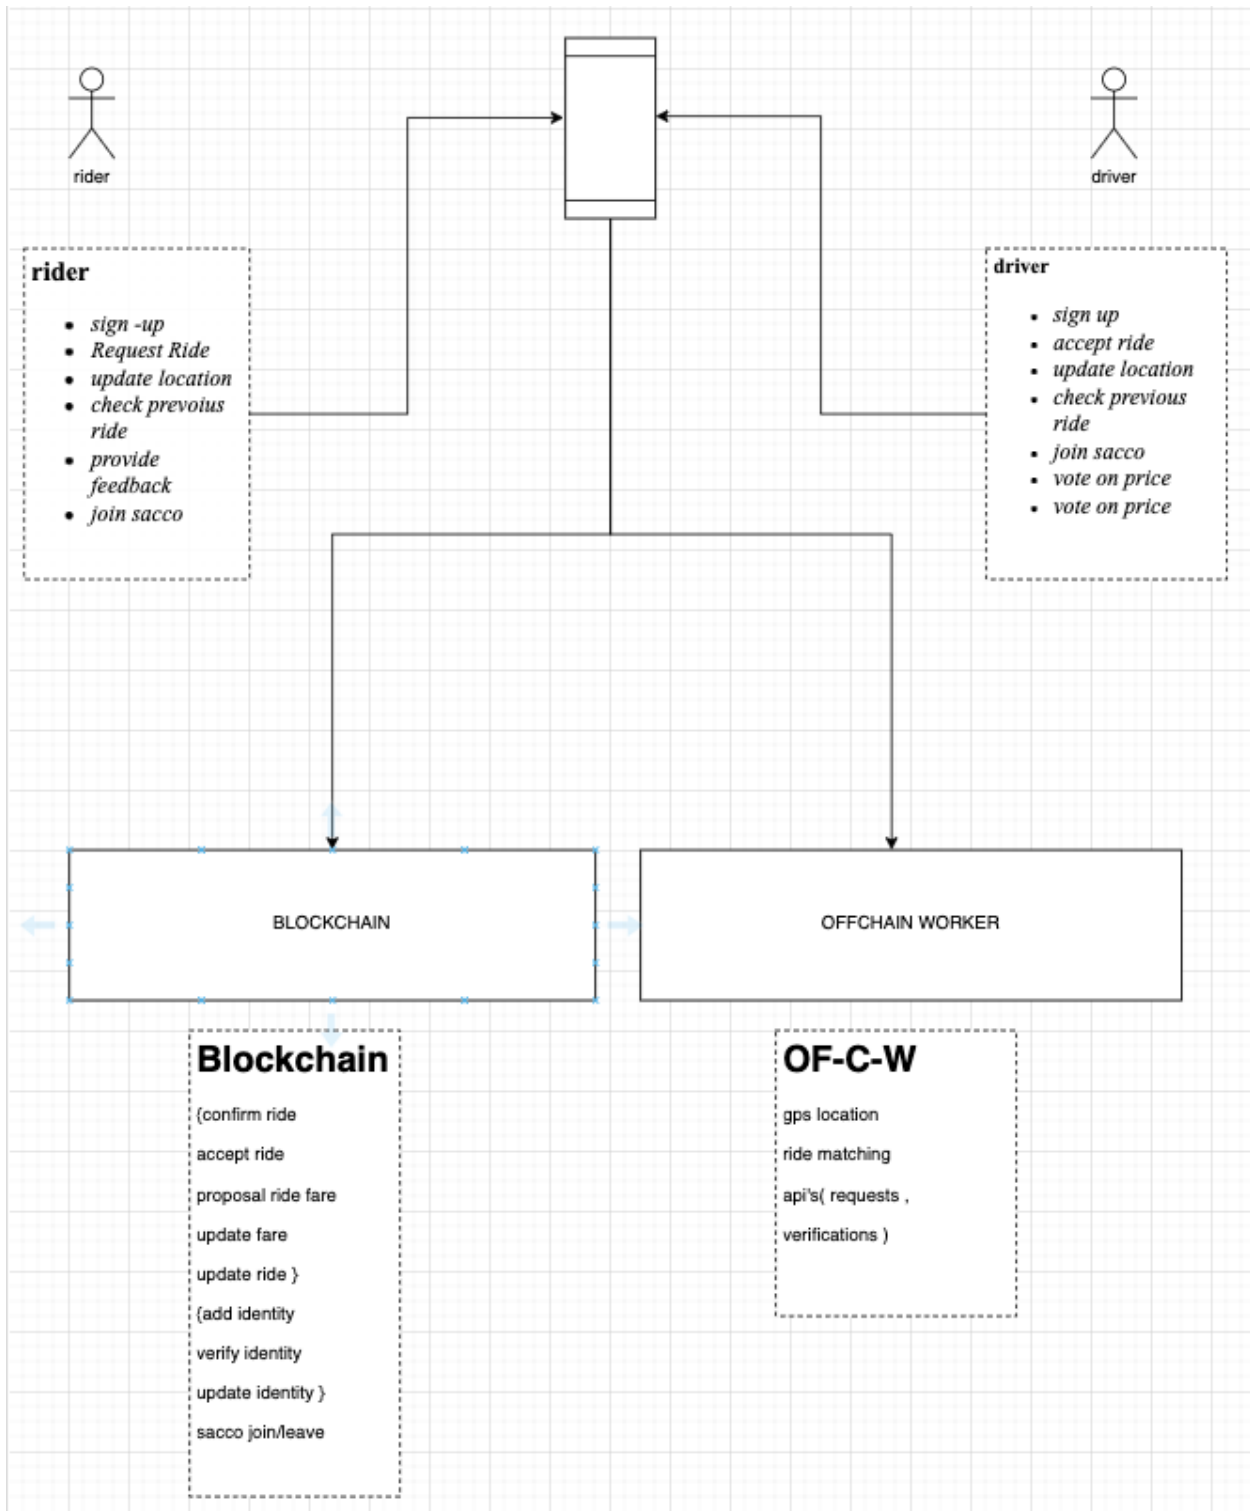 rider
driver
rider
sign -up
Request Ride
update location
check prevoius
ride
provide
feedback
join sacco
driver
sign up
accept ride
update location
check previous
ride
join sacco
vote on price
vote on price
BLOCKCHAIN
OFFCHAIN WORKER
Blockchain
{confirm ride
accept ride
proposal ride fare
update fare
update ride }
{add identity
verify identity
update identity }
sacco join/leave
OF-C-W
gps location
ride matching
api's( requests ,
verifications )